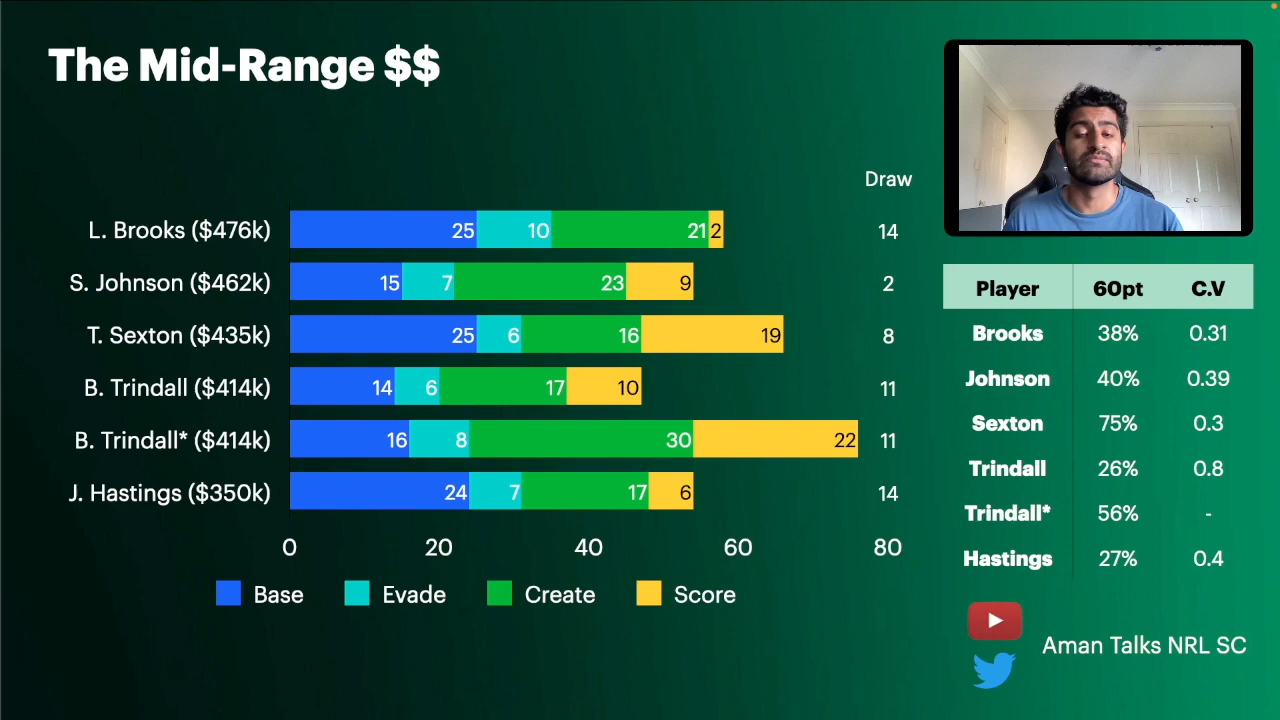 The Mid-Range $$
Draw
L. Brooks ($476k) 25 10 21 2 14
S. Johnson ($462k) 15 7 23 9 2
T. Sexton ($435k) 25 6 16 19 8
B. Trindall ($414k) 14 6 17 10 11
B. Trindall* ($414k) 16 8 30 22 11
J. Hastings ($350k) 24 7 17 6 14
0 20 40 60 80
Base Evade Create Score
Player 60pt C.V
Brooks 38% 0.31
Johnson 40% 0.39
Sexton 75% 0.3
Trindall 26% 0.8
Trindall* 56% -
Hastings 27% 0.4
Aman Talks NRL SC